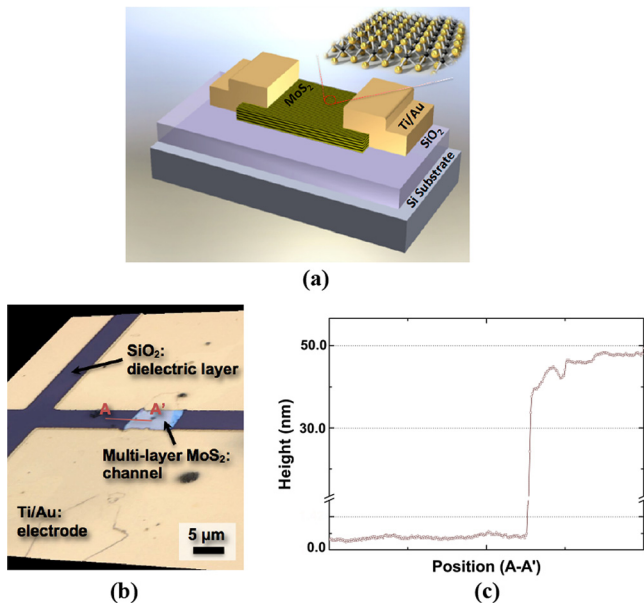 MoS₂
Ti/Au
SiO₂
Si Substrate
(a)
SiO₂:
dielectric layer
A
A'
Multi-layer MoS₂:
channel
Ti/Au:
electrode
5 μm
(b)
Height (nm)
50.0
30.0
0.0
Position (A-A')
(c)